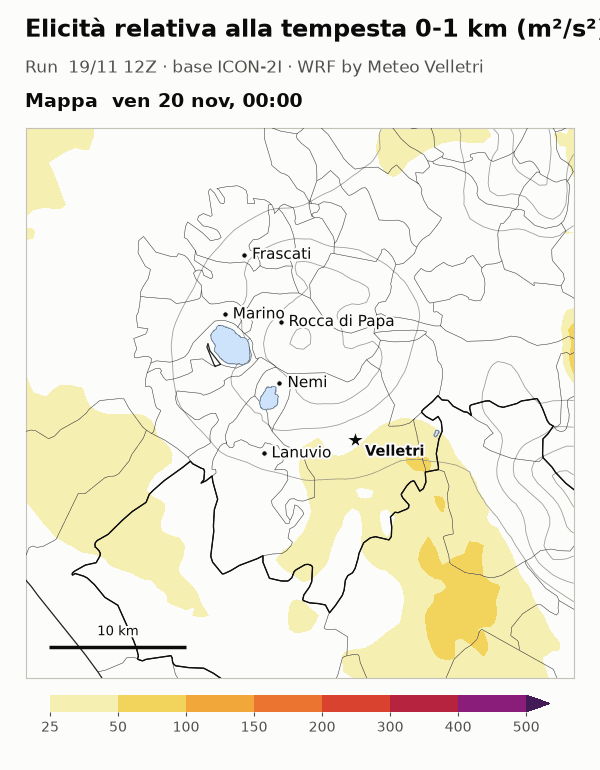 Elicità relativa alla tempesta 0-1 km (m²/s²)
Run 19/11 12Z · base ICON-2I · WRF by Meteo Velletri
Mappa ven 20 nov, 00:00
Frascati
Marino
Rocca di Papa
Nemi
Velletri
Lanuvio
10 km
25 50 100 150 200 300 400 500